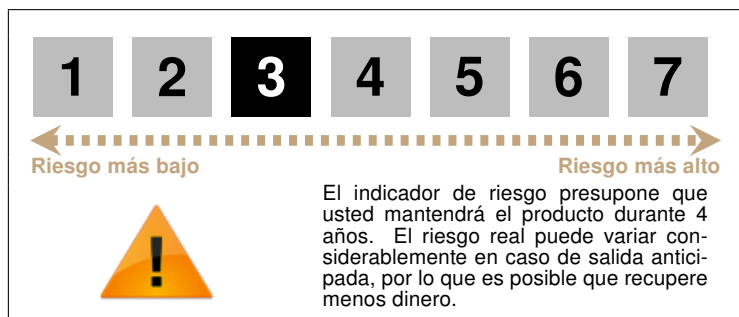 1 2 3 4 5 6 7
Riesgo más bajo Riesgo más alto
El indicador de riesgo presupone que
usted mantendrá el producto durante 4
años. El riesgo real puede variar con-
siderablemente en caso de salida antici-
pada, por lo que es posible que recupere
menos dinero.